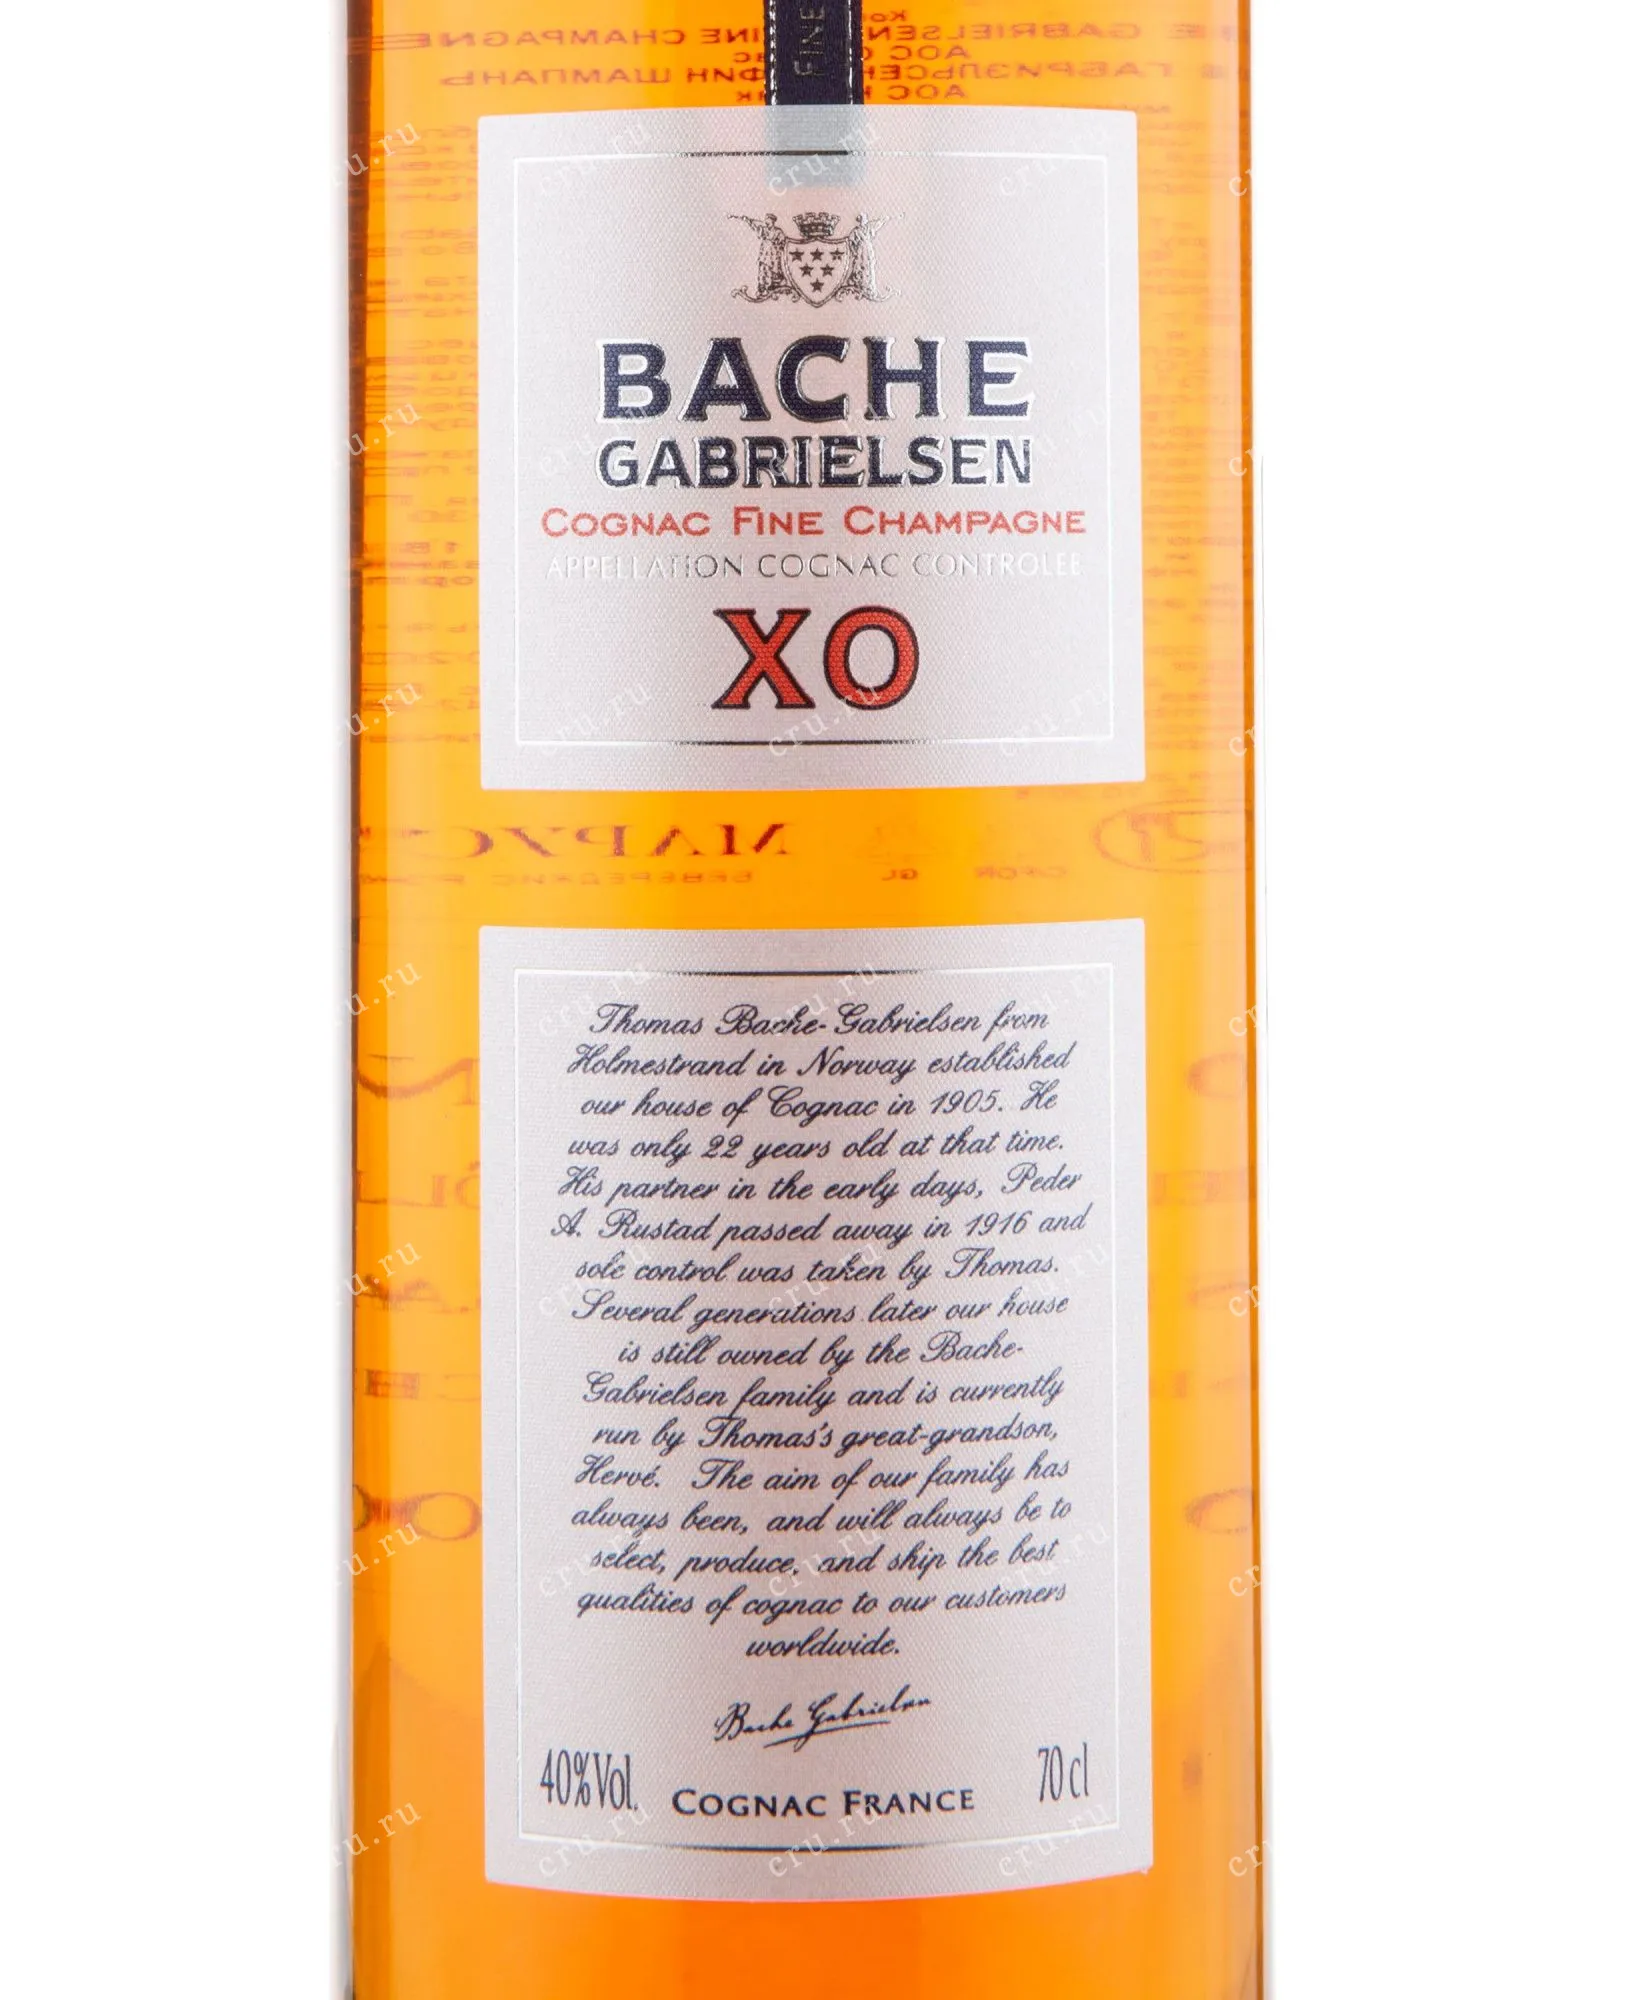 FINE
BACHE
GABRIELSEN
COGNAC FINE CHAMPAGNE
APPELLATION COGNAC CONTROLEE
XO
МАРУС
Thomas Bache-Gabrielsen from
Holmestrand in Norway established
our house of Cognac in 1905. He
was only 22 years old at that time.
His partner in the early days, Peder
A. Rustad passed away in 1916 and
sole control was taken by Thomas.
Several generations later our house
is still owned by the Bache-
Gabrielsen family and is currently
run by Thomas's great-grandson,
Hervé. The aim of our family has
always been, and will always be to
select, produce, and ship the best
qualities of cognac to our customers
worldwide.
Bache Gabrielsen
40%Vol. COGNAC FRANCE 70cl
cru.ru